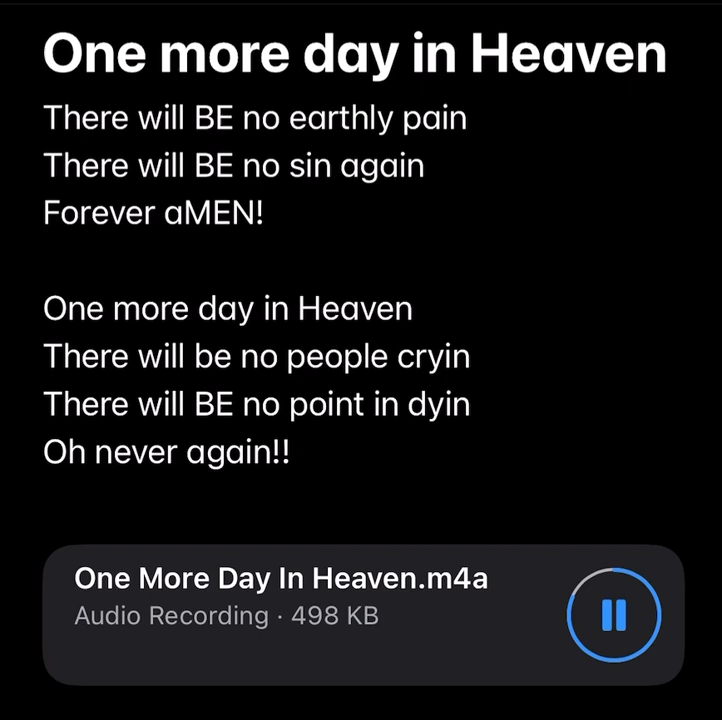 One more day in Heaven
There will BE no earthly pain
There will BE no sin again
Forever aMEN!
One more day in Heaven
There will be no people cryin
There will BE no point in dyin
Oh never again!!
One More Day In Heaven.m4a
Audio Recording · 498 KB